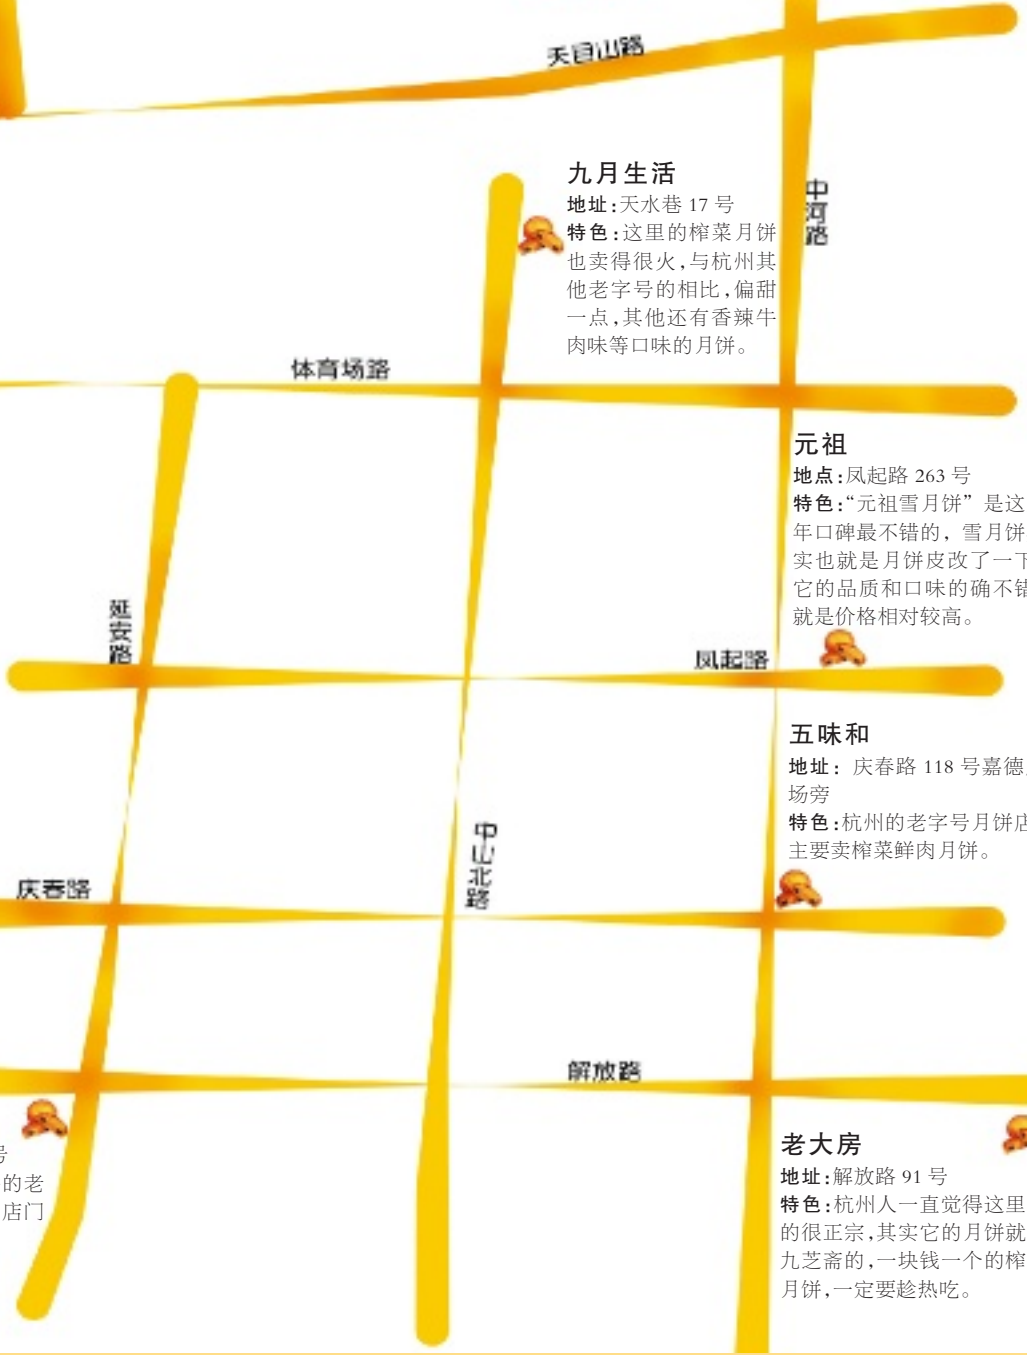 天目山路
九月生活
地址:天水巷 17 号
特色:这里的榨菜月饼
也卖得很火,与杭州其
他老字号的相比,偏甜
一点,其他还有香辣牛
肉味等口味的月饼。
中河路
体育场路
元祖
地点:凤起路 263 号
特色:“元祖雪月饼”是这
年口碑最不错的,雪月饼
实也就是月饼皮改了一下
它的品质和口味的确不错
就是价格相对较高。
延安路
凤起路
五味和
地址: 庆春路 118 号嘉德
场旁
特色:杭州的老字号月饼店
主要卖榨菜鲜肉月饼。
中山北路
庆春路
解放路
号
的老
店门
老大房
地址:解放路 91 号
特色:杭州人一直觉得这里
的很正宗,其实它的月饼就
九芝斋的,一块钱一个的榨
月饼,一定要趁热吃。